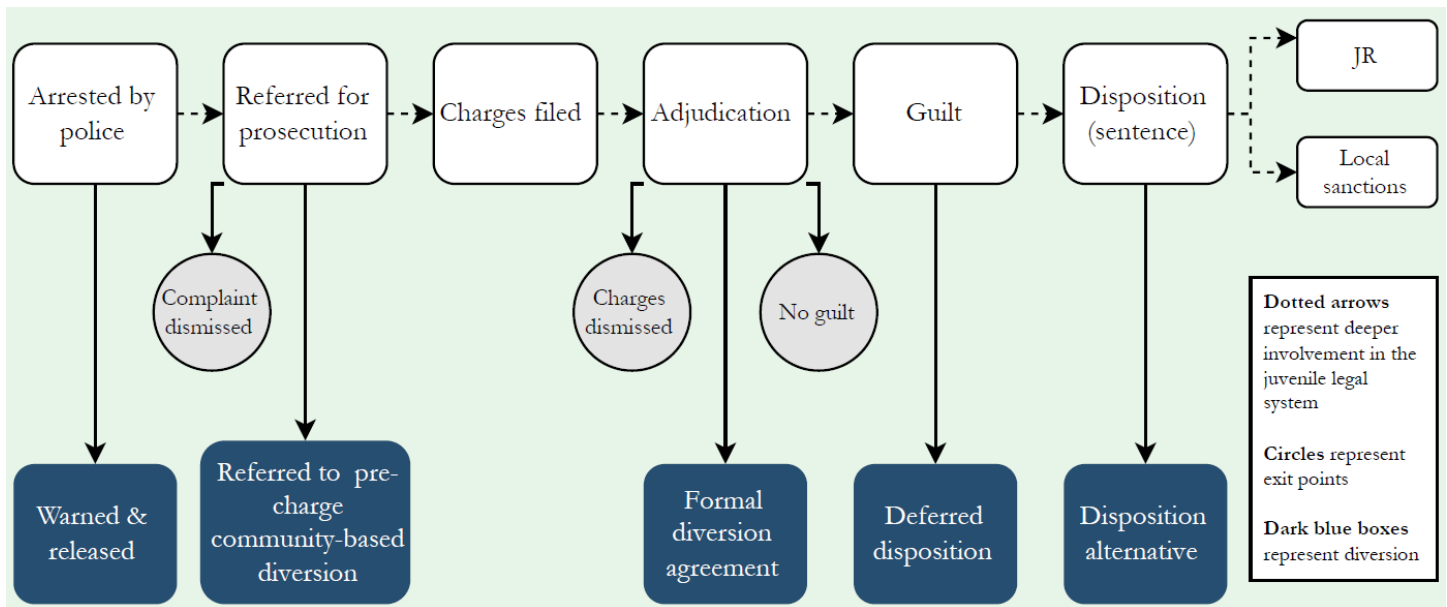 Arrested by
police
Referred for
prosecution
Charges filed
Adjudication
Guilt
Disposition
(sentence)
JR
Local
sanctions
Complaint
dismissed
Charges
dismissed
No guilt
Warned &
released
Referred to pre-
charge
community-based
diversion
Formal
diversion
agreement
Deferred
disposition
Disposition
alternative
Dotted arrows
represent deeper
involvement in the
juvenile legal
system
Circles represent
exit points
Dark blue boxes
represent diversion